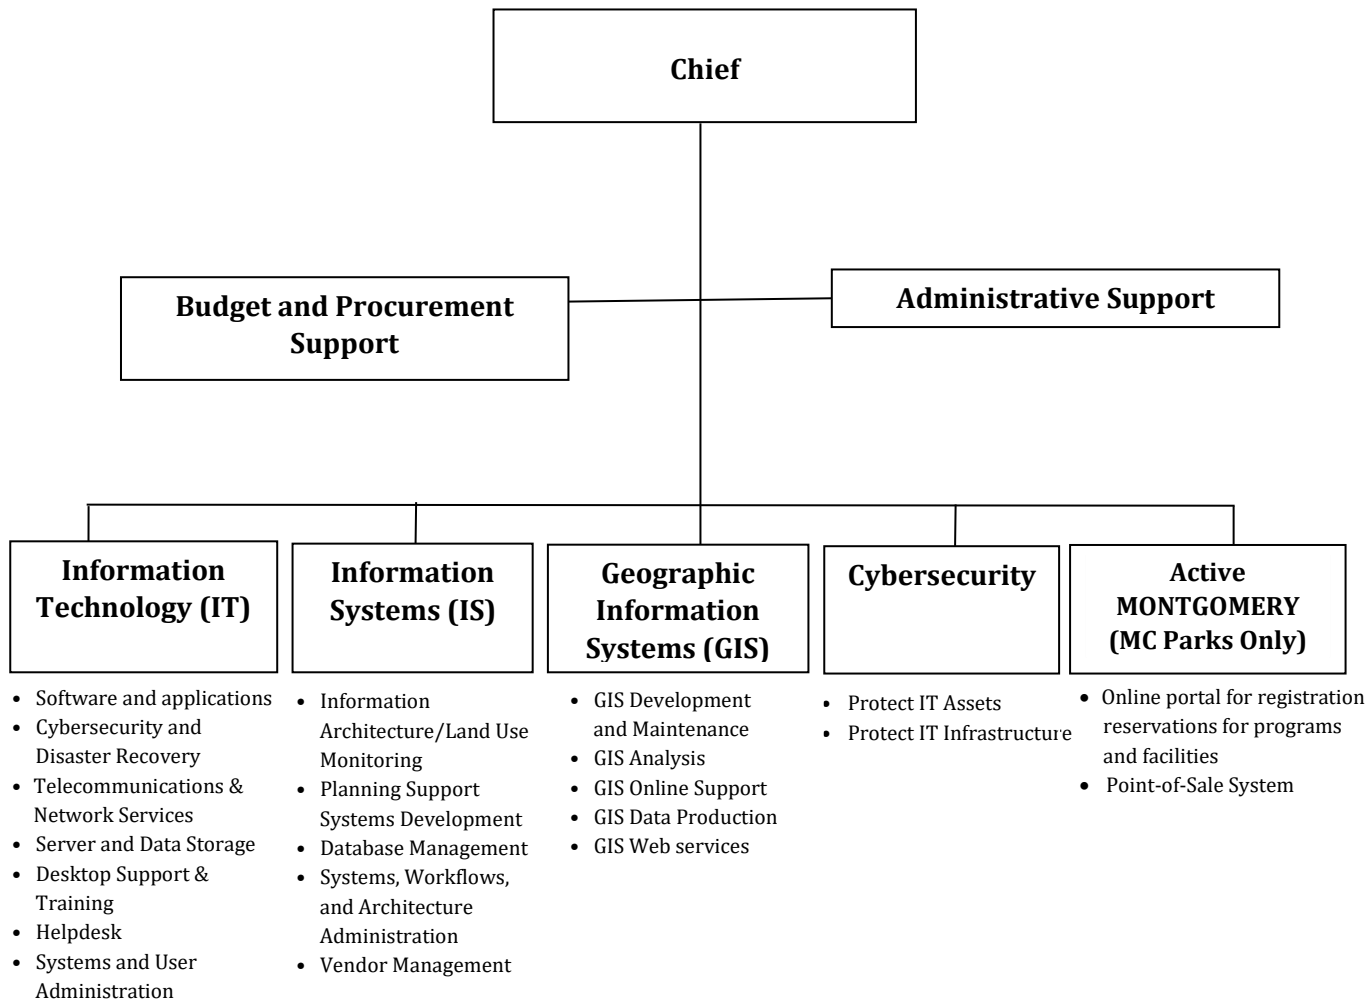 Chief
Budget and Procurement
Support
Administrative Support
Information
Technology (IT)
• Software and applications
• Cybersecurity and
Disaster Recovery
• Telecommunications &
Network Services
• Server and Data Storage
• Desktop Support &
Training
• Helpdesk
• Systems and User
Administration
Information
Systems (IS)
• Information
Architecture/Land Use
Monitoring
• Planning Support
Systems Development
• Database Management
• Systems, Workflows,
and Architecture
Administration
• Vendor Management
Geographic
Information
Systems (GIS)
• GIS Development
and Maintenance
• GIS Analysis
• GIS Online Support
• GIS Data Production
• GIS Web services
Cybersecurity
• Protect IT Assets
• Protect IT Infrastructure
Active
MONTGOMERY
(MC Parks Only)
• Online portal for registration
reservations for programs
and facilities
• Point-of-Sale System